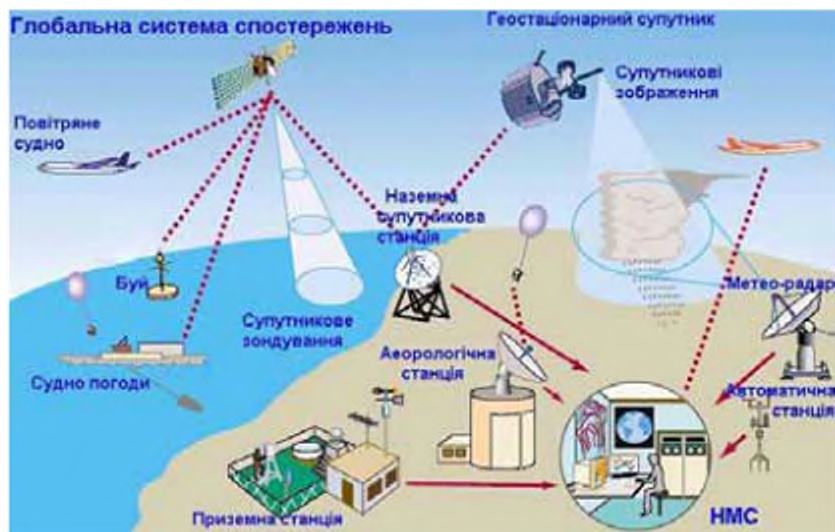 Глобальна система спостережень
Геостаціонарний супутник
Супутникові
зображення
Повітряне
судно
Наземна
супутникова
станція
Буй
Метео-радар
Супутникове
зондування
Судно погоди
Аеорологічна
станція
Автоматична
станція
Приземна станція
НМС